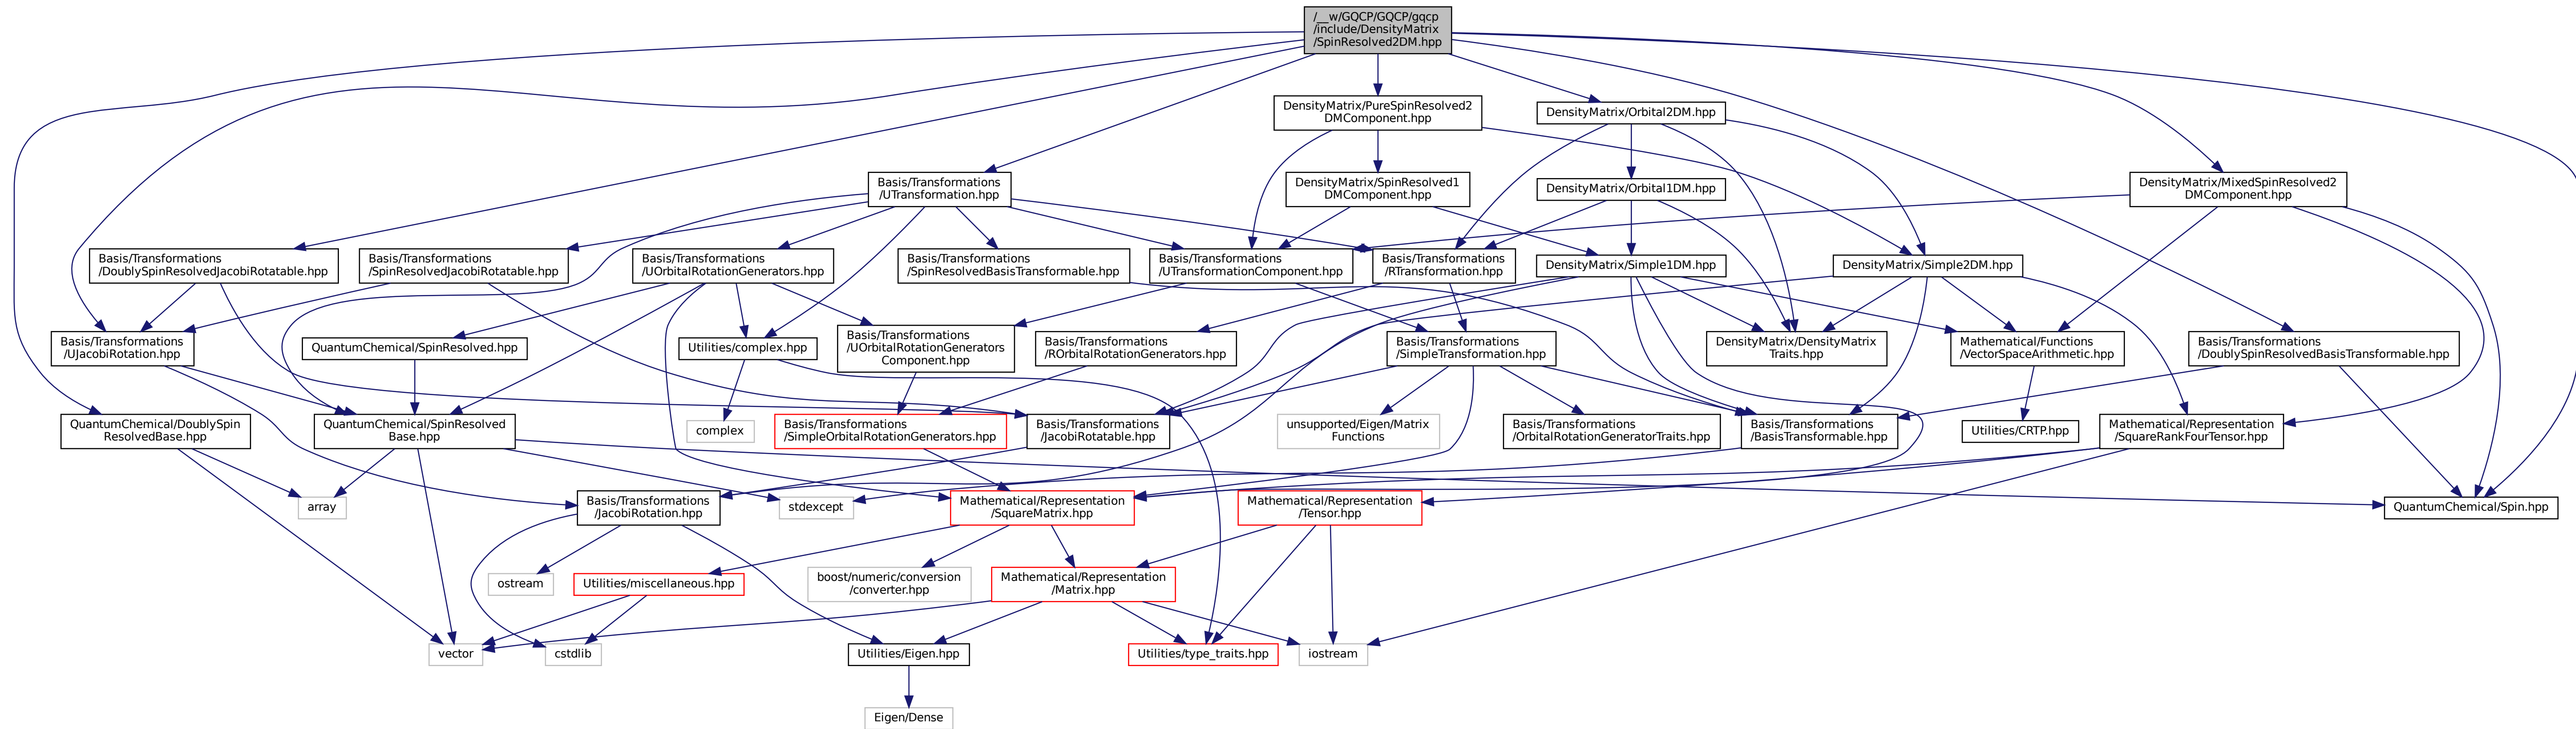 /__w/GQCP/GQCP/gqcp
/include/DensityMatrix
/SpinResolved2DM.hpp
DensityMatrix/PureSpinResolved2
DMComponent.hpp
DensityMatrix/Orbital2DM.hpp
Basis/Transformations
/UTransformation.hpp
DensityMatrix/SpinResolved1
DMComponent.hpp
DensityMatrix/Orbital1DM.hpp
DensityMatrix/MixedSpinResolved2
DMComponent.hpp
Basis/Transformations
/DoublySpinResolvedJacobiRotatable.hpp
Basis/Transformations
/SpinResolvedJacobiRotatable.hpp
Basis/Transformations
/UOrbitalRotationGenerators.hpp
Basis/Transformations
/SpinResolvedBasisTransformable.hpp
Basis/Transformations
/UTransformationComponent.hpp
Basis/Transformations
/RTransformation.hpp
DensityMatrix/Simple1DM.hpp
DensityMatrix/Simple2DM.hpp
Basis/Transformations
/UJacobiRotation.hpp
QuantumChemical/SpinResolved.hpp
Utilities/complex.hpp
Basis/Transformations
/UOrbitalRotationGenerators
Component.hpp
Basis/Transformations
/ROrbitalRotationGenerators.hpp
Basis/Transformations
/SimpleTransformation.hpp
DensityMatrix/DensityMatrix
Traits.hpp
Mathematical/Functions
/VectorSpaceArithmetic.hpp
Basis/Transformations
/DoublySpinResolvedBasisTransformable.hpp
QuantumChemical/DoublySpin
ResolvedBase.hpp
QuantumChemical/SpinResolved
Base.hpp
complex
Basis/Transformations
/SimpleOrbitalRotationGenerators.hpp
Basis/Transformations
/JacobiRotatable.hpp
unsupported/Eigen/Matrix
Functions
Basis/Transformations
/OrbitalRotationGeneratorTraits.hpp
Basis/Transformations
/BasisTransformable.hpp
Utilities/CRTP.hpp
Mathematical/Representation
/SquareRankFourTensor.hpp
array
Basis/Transformations
/JacobiRotation.hpp
stdexcept
Mathematical/Representation
/SquareMatrix.hpp
Mathematical/Representation
/Tensor.hpp
QuantumChemical/Spin.hpp
ostream
Utilities/miscellaneous.hpp
boost/numeric/conversion
/converter.hpp
Mathematical/Representation
/Matrix.hpp
vector
cstdlib
Utilities/Eigen.hpp
Utilities/type_traits.hpp
iostream
Eigen/Dense